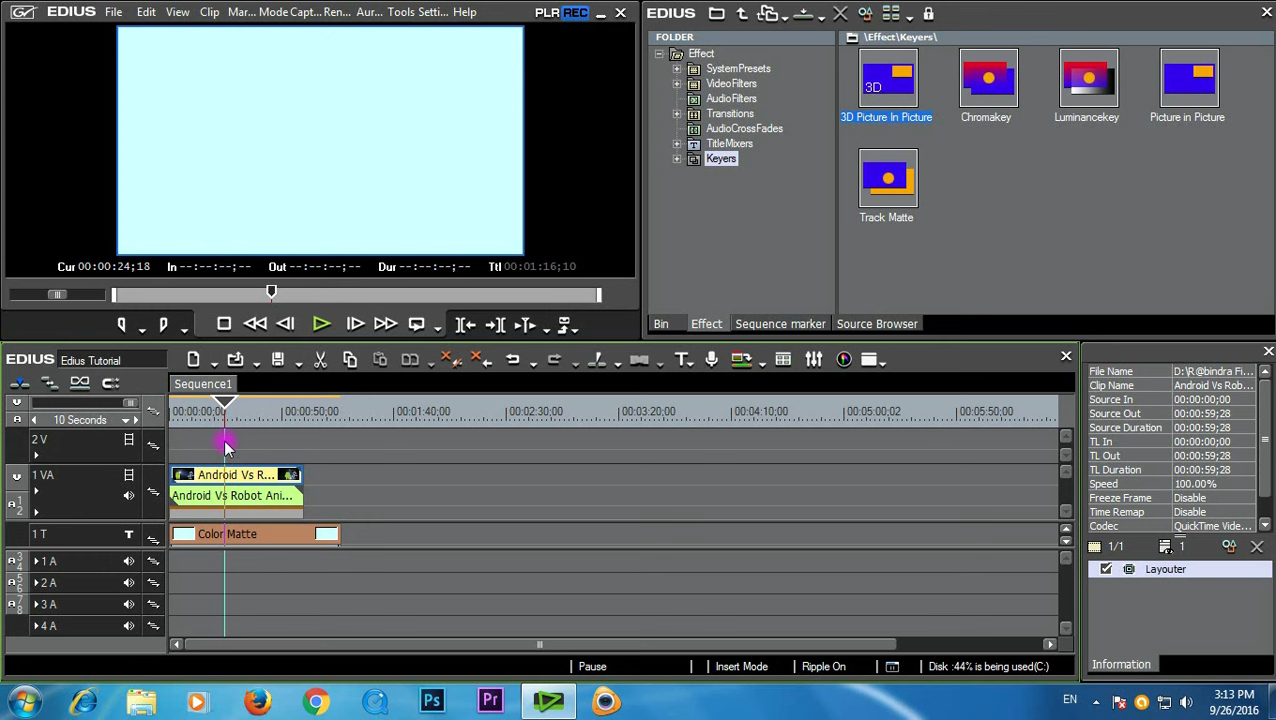 EDIUS File Edit View Clip Mar... Mode Capt... Ren... Aur... Tools Setti... Help PLR REC
EDIUS
FOLDER
\Effect\Keyers\
Effect
SystemPresets
VideoFilters
AudioFilters
Transitions
AudioCrossFades
TitleMixers
Keyers
3D
3D Picture In Picture Chromakey Luminancekey Picture in Picture
Track Matte
Cur 00:00:24;18 In --:--:--;-- Out --:--:--;-- Dur --:--:--;-- Ttl 00:01:16;10
Bin Effect Sequence marker Source Browser
EDIUS Edius Tutorial
Sequence1
10 Seconds
00:00:00;00 00:00:50;00 00:01:40;00 00:02:30;00 00:03:20;00 00:04:10;00 00:05:00;02 00:05:50;00
2 V
1 VA Android Vs R...
Android Vs Robot Ani...
1 T T Color Matte
1 A
2 A
3 A
4 A
File Name D:\R@bindra Fi...
Clip Name Android Vs Rob...
Source In 00:00:00;00
Source Out 00:00:59;28
Source Duration 00:00:59;28
TL In 00:00:00;00
TL Out 00:00:59;28
TL Duration 00:00:59;28
Speed 100.00%
Freeze Frame Disable
Time Remap Disable
Codec QuickTime Vide...
1/1 1
Layouter
Information
Pause Insert Mode Ripple On Disk :44% is being used(C:)
Ps Pr
EN
3:13 PM
9/26/2016